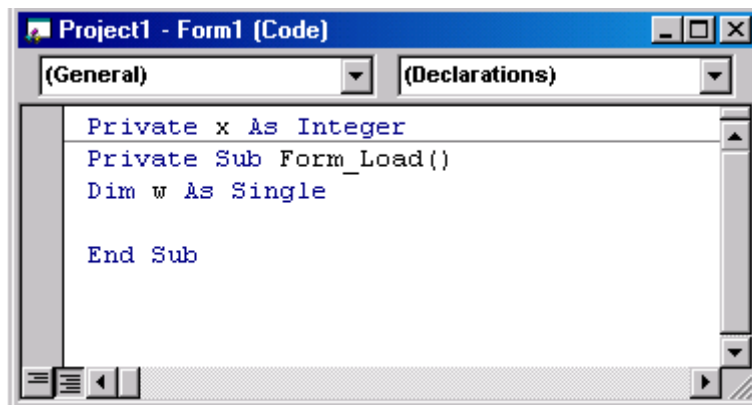 Project1 - Form1 (Code)
(General) (Declarations)
Private x As Integer
Private Sub Form_Load()
Dim w As Single
End Sub